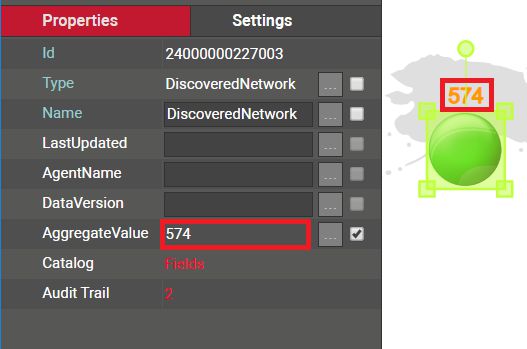 Properties Settings
Id 24000000227003
Type DiscoveredNetwork ...
Name DiscoveredNetwork ...
LastUpdated ...
AgentName ...
DataVersion ...
AggregateValue 574 ...
Catalog Fields
Audit Trail 2
574